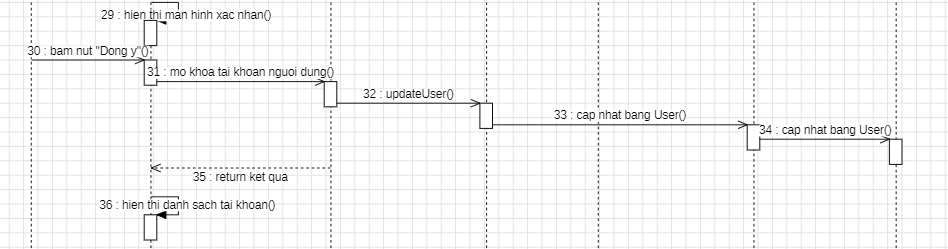 29 : hien thi man hinh xac nhan()
30 : bam nut "Dong y"()
31 : mo khoa tai khoan nguoi dung()
32 : updateUser()
33 : cap nhat bang User()
34 : cap nhat bang User()
35 : return ket qua
36 : hien thi danh sach tai khoan()